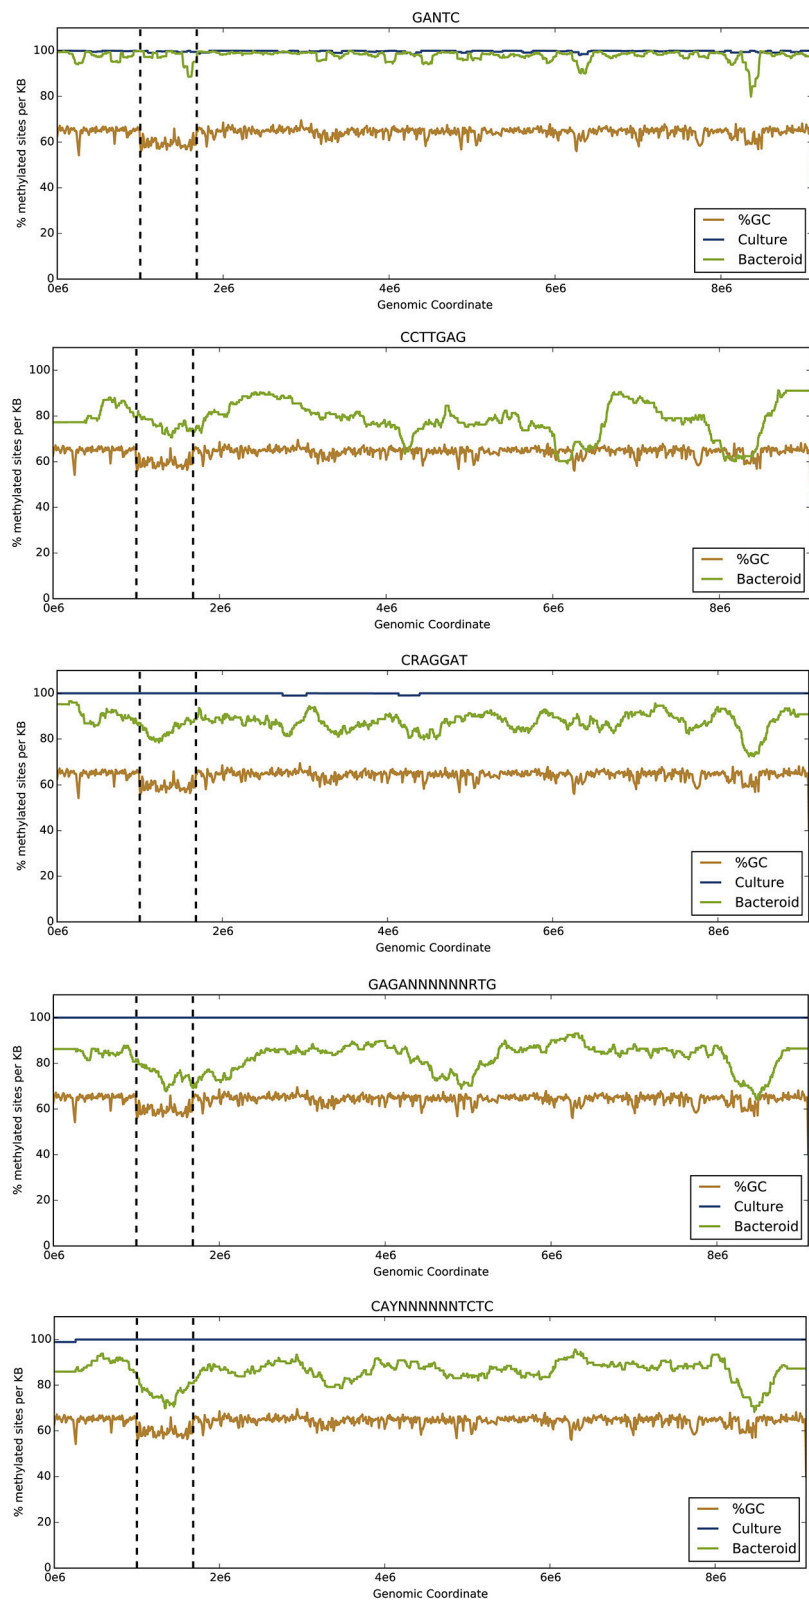 GANTC
100
80
60
40
20
0
% methylated sites per KB
%GC
Culture
Bacteroid
0e6 2e6 4e6 6e6 8e6
Genomic Coordinate
CCTTGAG
100
80
60
40
20
0
% methylated sites per KB
%GC
Bacteroid
0e6 2e6 4e6 6e6 8e6
Genomic Coordinate
CRAGGAT
100
80
60
40
20
0
% methylated sites per KB
%GC
Culture
Bacteroid
0e6 2e6 4e6 6e6 8e6
Genomic Coordinate
GAGANNNNNNRTG
100
80
60
40
20
0
% methylated sites per KB
%GC
Culture
Bacteroid
0e6 2e6 4e6 6e6 8e6
Genomic Coordinate
CAYNNNNNNTCTC
100
80
60
40
20
0
% methylated sites per KB
%GC
Culture
Bacteroid
0e6 2e6 4e6 6e6 8e6
Genomic Coordinate